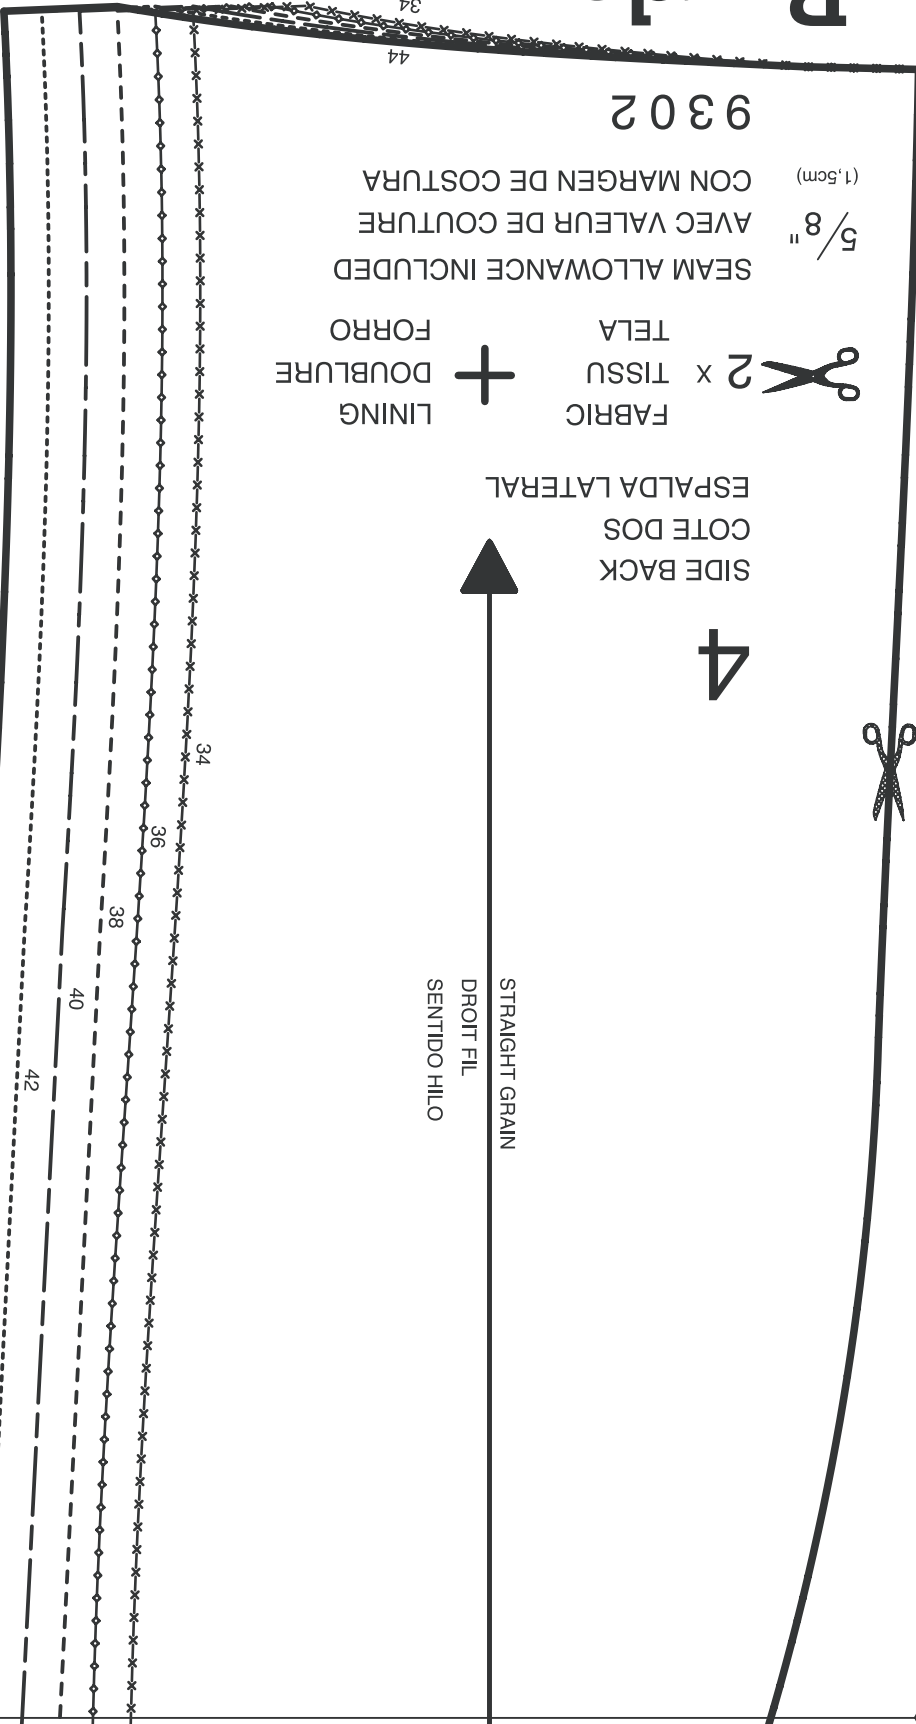 4
SIDE BACK
COTE DOS
ESPALDA LATERAL
2 x
FABRIC
TISSU
TELA
+
LINING
DOUBLURE
FORRO
5/8"
(1,5cm)
SEAM ALLOWANCE INCLUDED
AVEC VALEUR DE COUTURE
CON MARGEN DE COSTURA
9302
44
34
STRAIGHT GRAIN
DROIT FIL
SENTIDO HILO
34
36
38
40
42